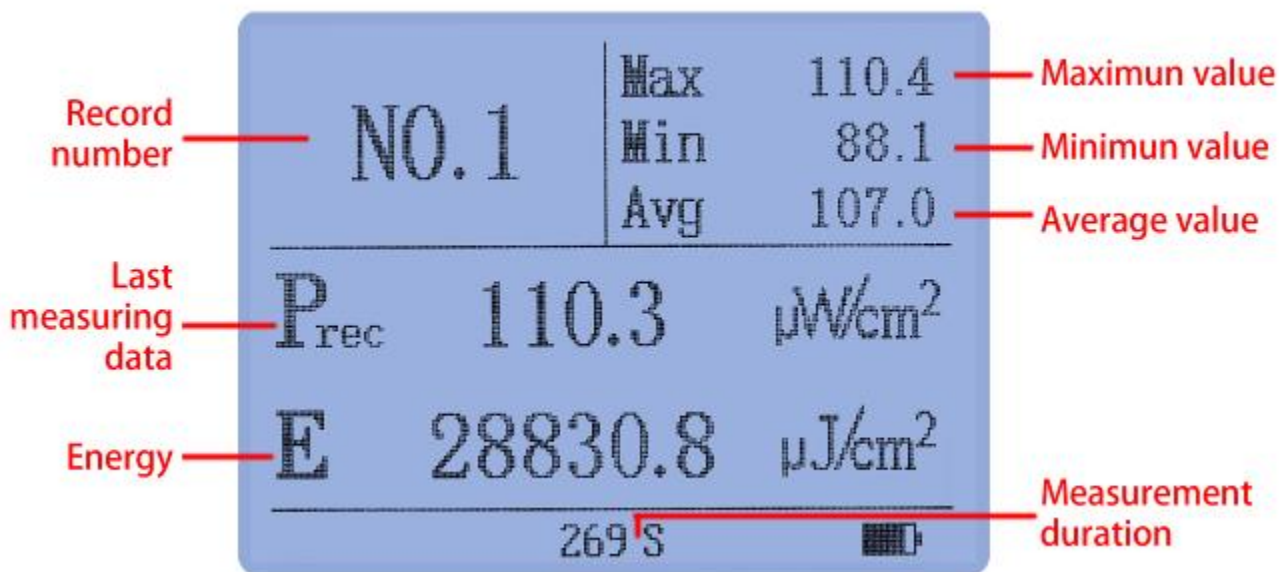 Record
number
NO.1
Max 110.4
Min 88.1
Avg 107.0
Maximun value
Minimun value
Average value
Last
measuring
data
Prec 110.3 μW/cm²
Energy
E 28830.8 μJ/cm²
269 S
Measurement
duration